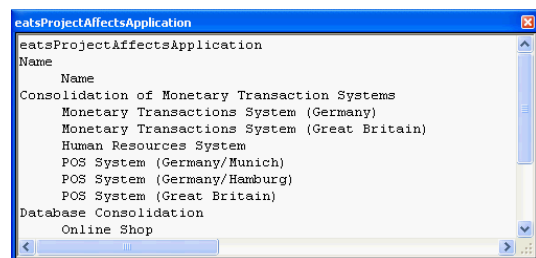 eatsProjectAffectsApplication
eatsProjectAffectsApplication
Name
Name
Consolidation of Monetary Transaction Systems
Monetary Transactions System (Germany)
Monetary Transactions System (Great Britain)
Human Resources System
POS System (Germany/Munich)
POS System (Germany/Hamburg)
POS System (Great Britain)
Database Consolidation
Online Shop